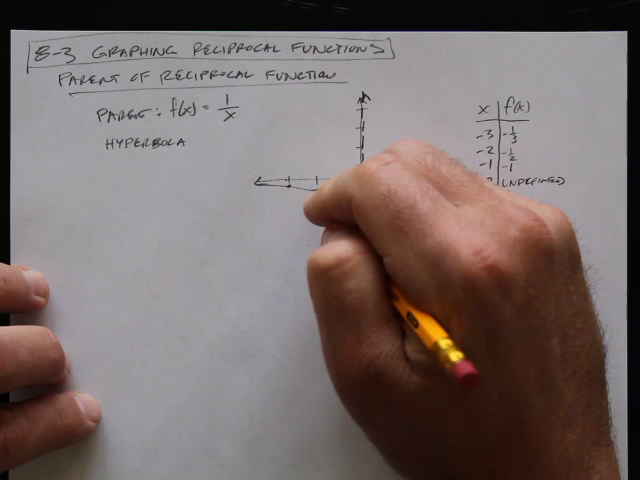 8-3 GRAPHING RECIPROCAL FUNCTIONS
PARENT OF RECIPROCAL FUNCTION
PARENT: f(x) = 1/x
HYPERBOLA
x f(x)
-3 -1/3
-2 -1/2
-1 -1
UNDEFINED